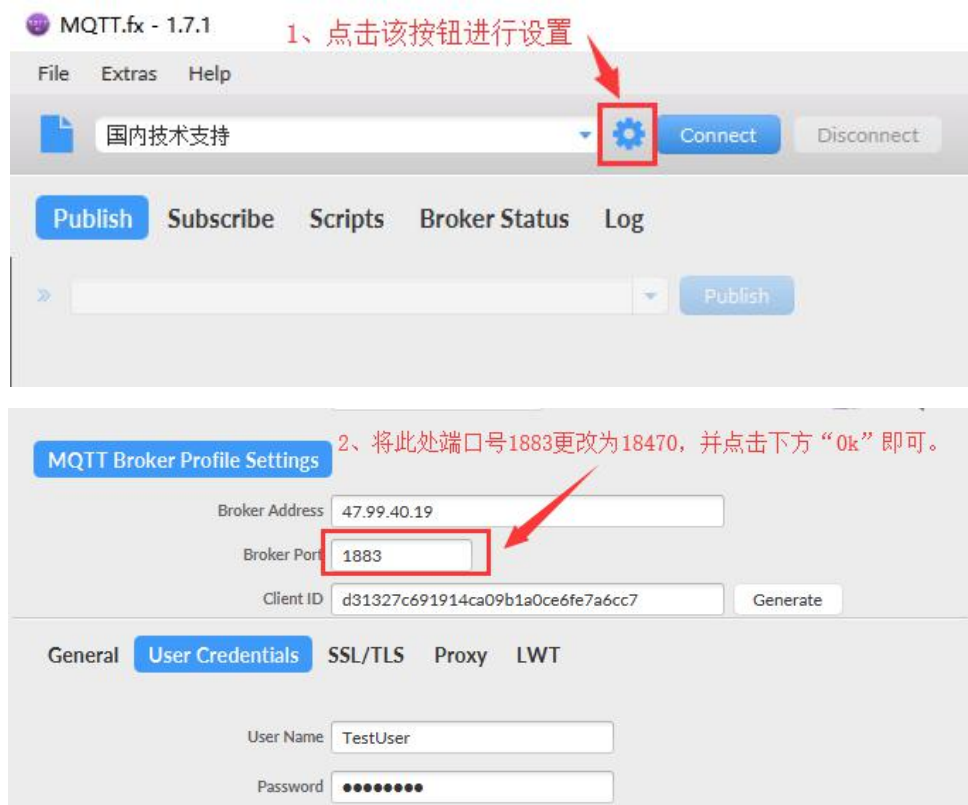 MQTT.fx - 1.7.1
1、点击该按钮进行设置
File Extras Help
国内技术支持 Connect Disconnect
Publish Subscribe Scripts Broker Status Log
» Publish
2、将此处端口号1883更改为18470，并点击下方“Ok”即可。
MQTT Broker Profile Settings
Broker Address 47.99.40.19
Broker Port 1883
Client ID d31327c691914ca09b1a0ce6fe7a6cc7 Generate
General User Credentials SSL/TLS Proxy LWT
User Name TestUser
Password ●●●●●●●●